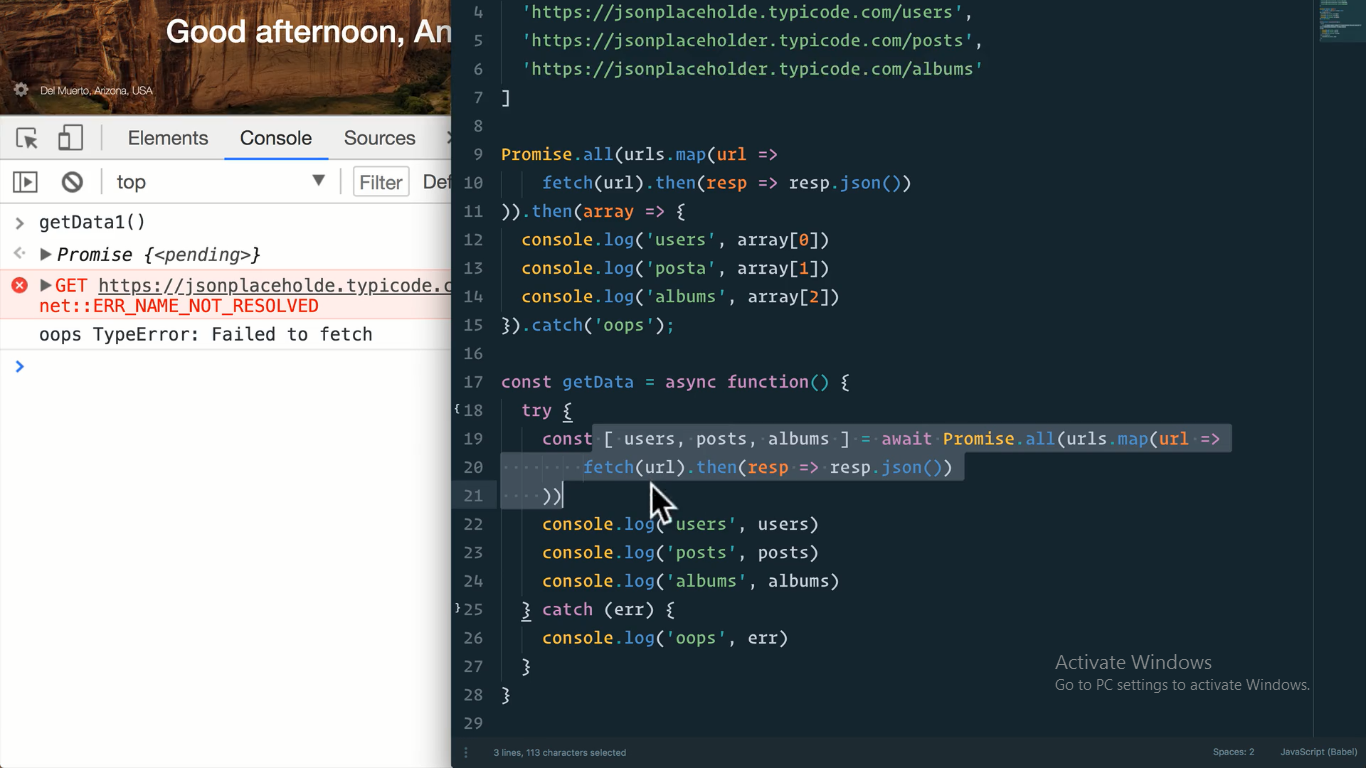 Good afternoon, An
Del Muerto, Arizona, USA
Elements Console Sources
top Filter Def
getData1()
Promise {<pending>}
GET https://jsonplaceholde.typicode.c
net::ERR_NAME_NOT_RESOLVED
oops TypeError: Failed to fetch
4 'https://jsonplaceholde.typicode.com/users',
5 'https://jsonplaceholder.typicode.com/posts',
6 'https://jsonplaceholder.typicode.com/albums'
7 ]
8
9 Promise.all(urls.map(url =>
10 fetch(url).then(resp => resp.json())
11 )).then(array => {
12 console.log('users', array[0])
13 console.log('posta', array[1])
14 console.log('albums', array[2])
15 }).catch('oops');
16
17 const getData = async function() {
18 try {
19 const [ users, posts, albums ] = await Promise.all(urls.map(url =>
20 fetch(url).then(resp => resp.json())
21 ))
22 console.log('users', users)
23 console.log('posts', posts)
24 console.log('albums', albums)
25 } catch (err) {
26 console.log('oops', err)
27 }
28 }
29
Activate Windows
Go to PC settings to activate Windows.
3 lines, 113 characters selected
Spaces: 2 JavaScript (Babel)